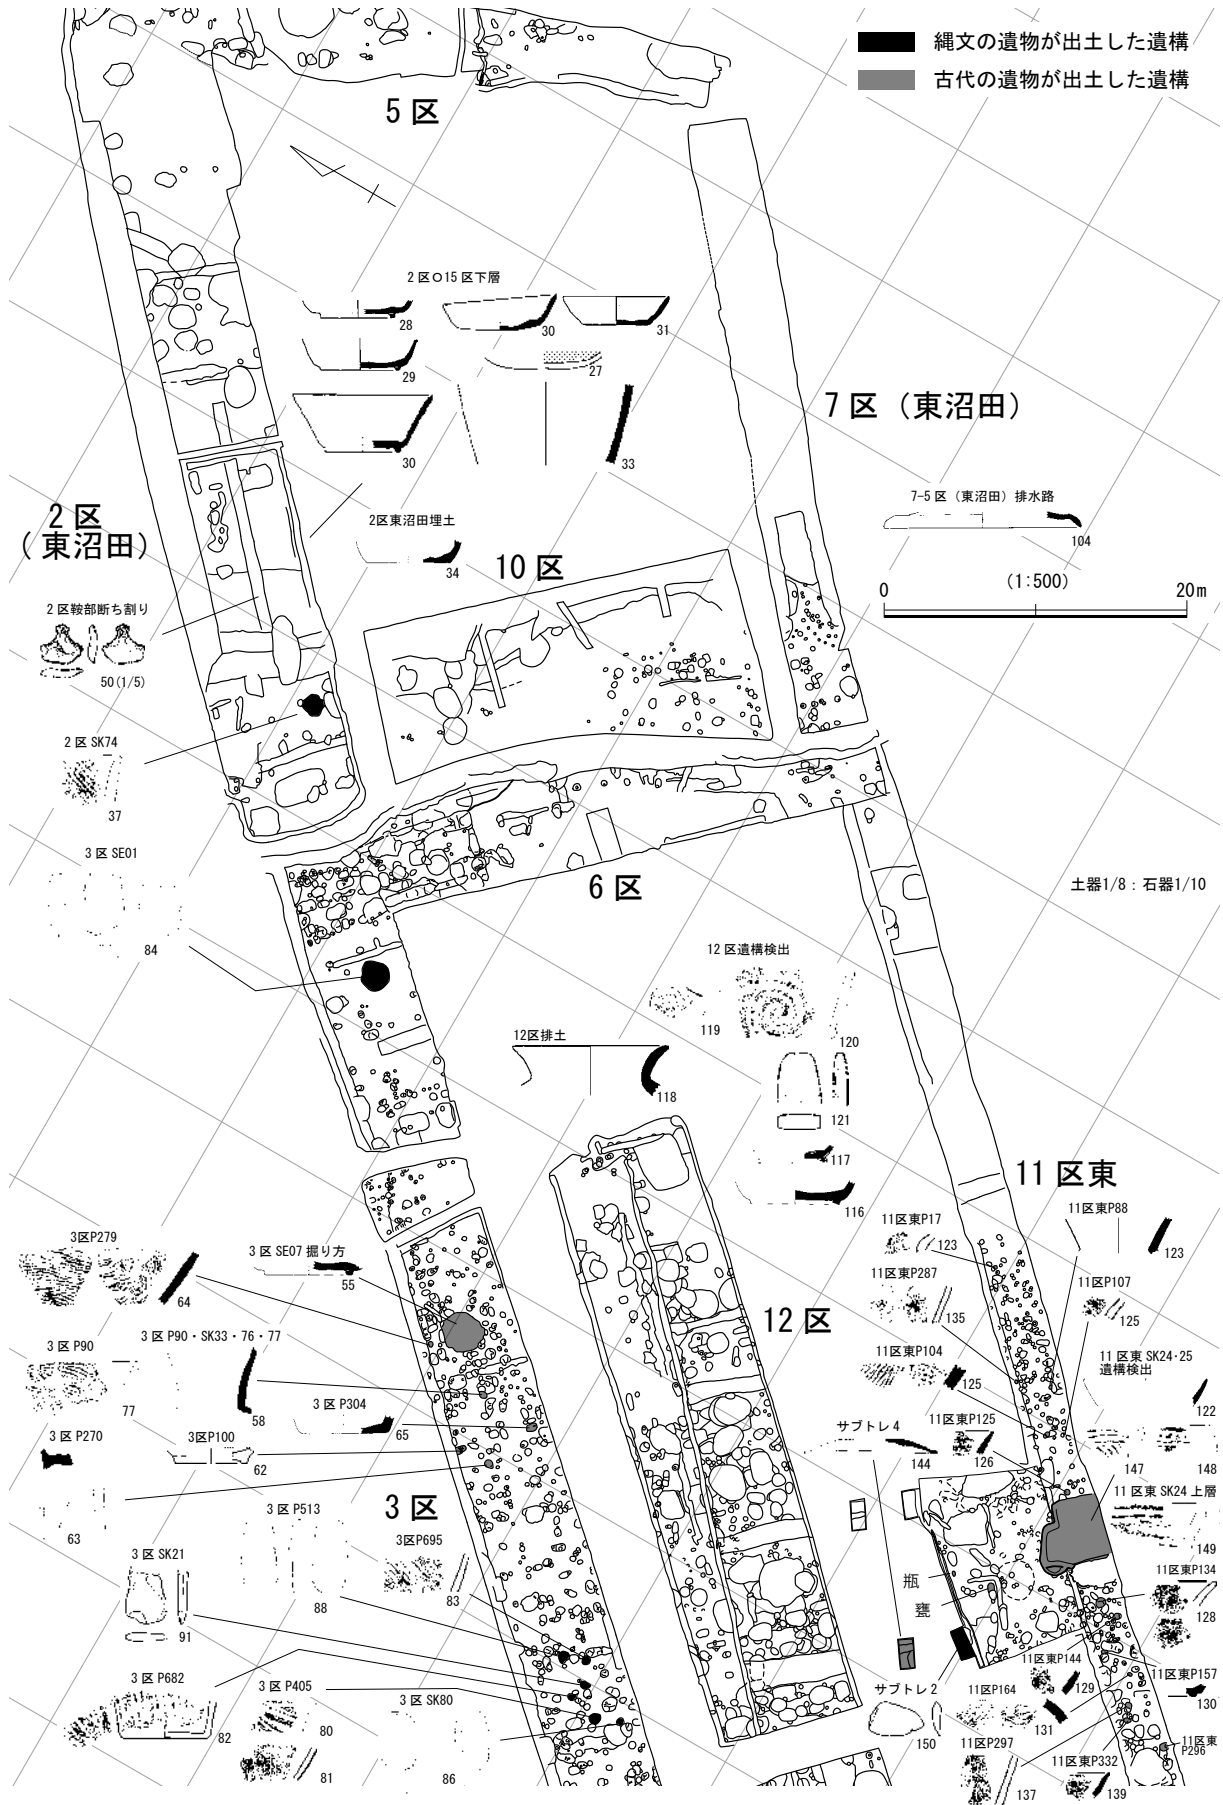 縄文の遺物が出土した遺構
古代の遺物が出土した遺構
5区
2区O15区下層
28
30
31
29
27
30
33
7区（東沼田）
7-5区（東沼田）排水路
104
0
(1:500)
20m
2区
（東沼田）
2区東沼田埋土
34
10区
2区鞍部断ち割り
50(1/5)
2区SK74
37
3区SE01
84
6区
土器1/8：石器1/10
12区遺構検出
119
120
12区排土
118
121
117
116
11区東
11区東P88
123
11区東P17
123
11区東P287
135
11区P107
125
11区東P104
125
11区東SK24・25
遺構検出
122
147
148
11区東SK24上層
149
12区
3区P279
64
3区SE07掘り方
55
3区P90
77
3区P90・SK33・76・77
58
3区P304
65
3区P270
63
3区P100
62
3区
3区P513
88
3区P695
83
3区SK21
91
3区P682
82
3区P405
80
81
3区SK80
86
サブトレ4
144
11区東P125
126
瓶
甕
11区東P134
128
11区東P144
129
11区東P157
130
サブトレ2
150
11区P164
131
11区P297
137
11区東P332
139
11区東
P296